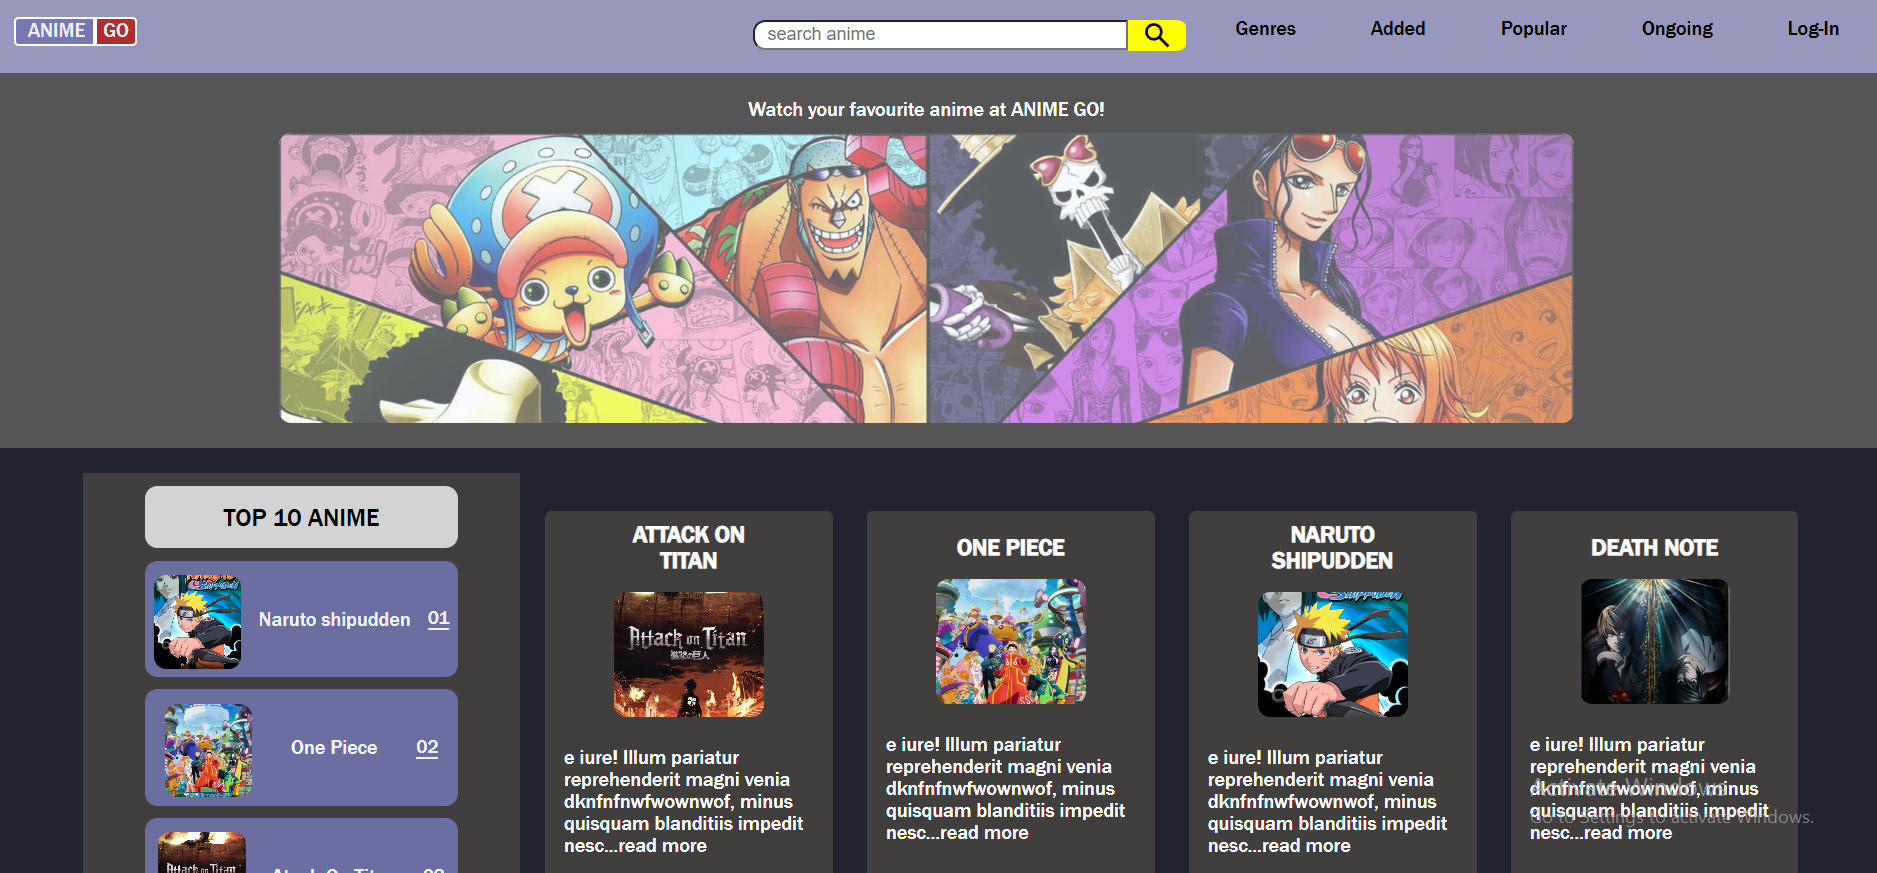 ANIME GO
search anime
Genres
Added
Popular
Ongoing
Log-In
Watch your favourite anime at ANIME GO!
TOP 10 ANIME
Naruto shipudden 01
One Piece 02
ATTACK ON
TITAN
Attack on Titan
進撃の巨人
e iure! Illum pariatur
reprehenderit magni venia
dknfnfnwfwownwof, minus
quisquam blanditiis impedit
nesc...read more
ONE PIECE
e iure! Illum pariatur
reprehenderit magni venia
dknfnfnwfwownwof, minus
quisquam blanditiis impedit
nesc...read more
NARUTO
SHIPUDDEN
e iure! Illum pariatur
reprehenderit magni venia
dknfnfnwfwownwof, minus
quisquam blanditiis impedit
nesc...read more
DEATH NOTE
e iure! Illum pariatur
reprehenderit magni venia
dknfnfnwfwownwof, minus
quisquam blanditiis impedit
nesc...read more
Activate Windows
Go to Settings to activate Windows.